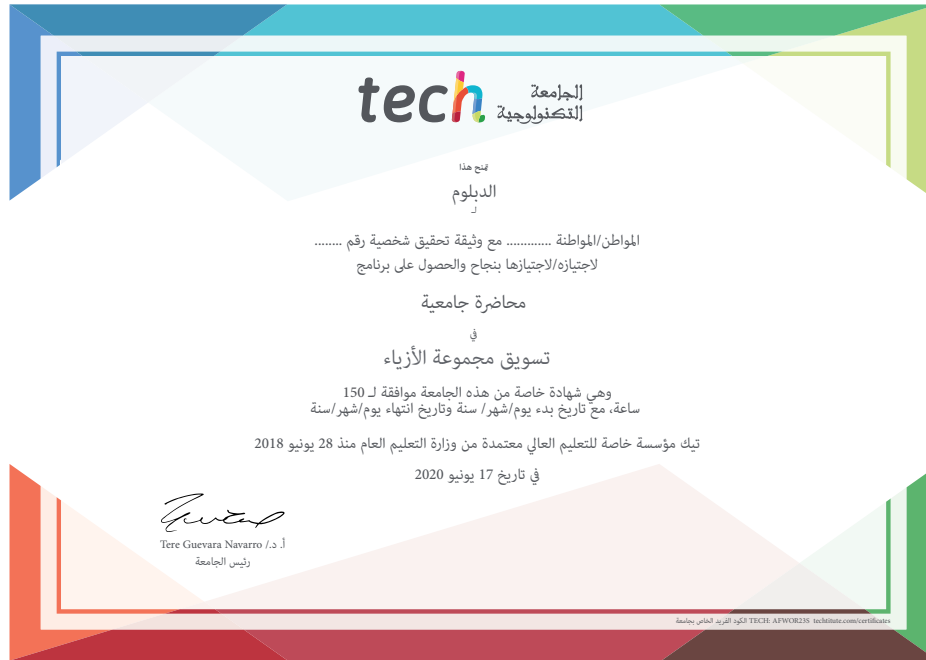 tech الجامعة
التكنولوجية
تمنح هذا
الدبلوم
لـ
المواطن/المواطنة ............. مع وثيقة تحقيق شخصية رقم ........
لاجتيازه/لاجتيازها بنجاح والحصول على برنامج
محاضرة جامعية
في
تسويق مجموعة الأزياء
وهي شهادة خاصة من هذه الجامعة موافقة لـ 150
ساعة، مع تاريخ بدء يوم/شهر/ سنة وتاريخ انتهاء يوم/شهر/سنة
تيك مؤسسة خاصة للتعليم العالي معتمدة من وزارة التعليم العام منذ 28 يونيو 2018
في تاريخ 17 يونيو 2020
أ. د./ Tere Guevara Navarro
رئيس الجامعة
الكود الفريد الخاص بجامعة TECH: AFWOR23S techtitute.com/certificates